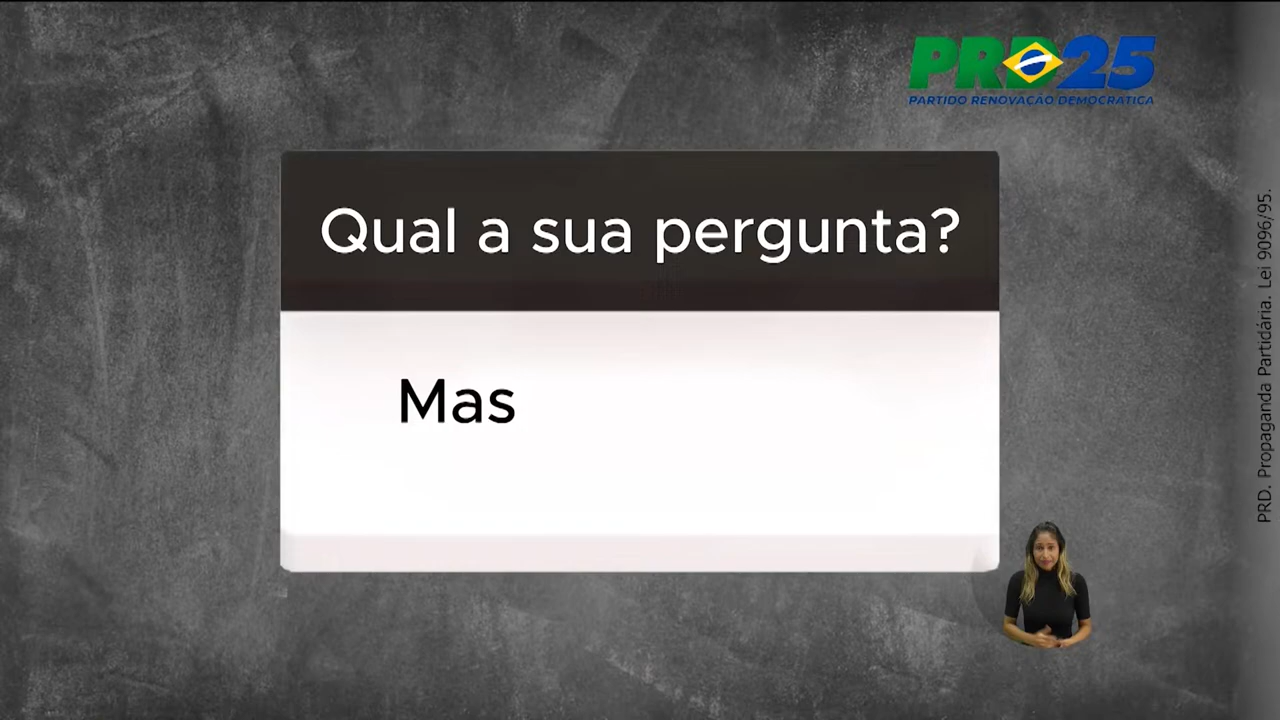 PRD25
PARTIDO RENOVAÇÃO DEMOCRÁTICA
Qual a sua pergunta?
Mas
PRD. Propaganda Partidária. Lei 9096/95.